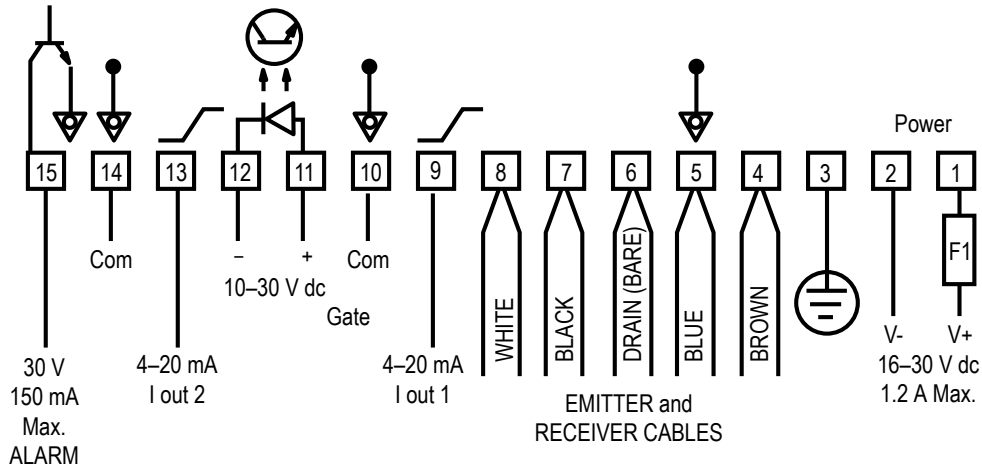 Power
15 14 13 12 11 10 9 8 7 6 5 4 3 2 1
F1
WHITE
BLACK
DRAIN (BARE)
BLUE
BROWN
Com
– +
10–30 V dc
Gate
Com
30 V
150 mA
Max.
ALARM
4–20 mA
I out 2
4–20 mA
I out 1
EMITTER and
RECEIVER CABLES
V- V+
16–30 V dc
1.2 A Max.